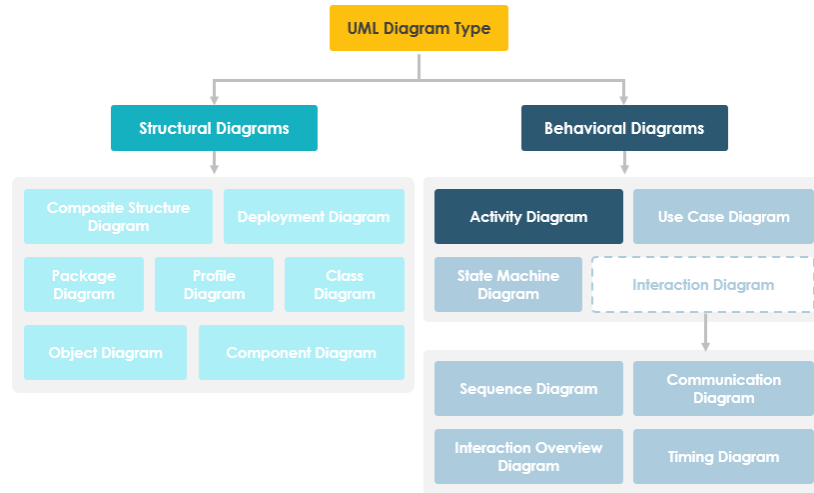 UML Diagram Type
Structural Diagrams
Behavioral Diagrams
Composite Structure
Diagram
Deployment Diagram
Package
Diagram
Profile
Diagram
Class
Diagram
Object Diagram
Component Diagram
Activity Diagram
Use Case Diagram
State Machine
Diagram
Interaction Diagram
Sequence Diagram
Communication
Diagram
Interaction Overview
Diagram
Timing Diagram